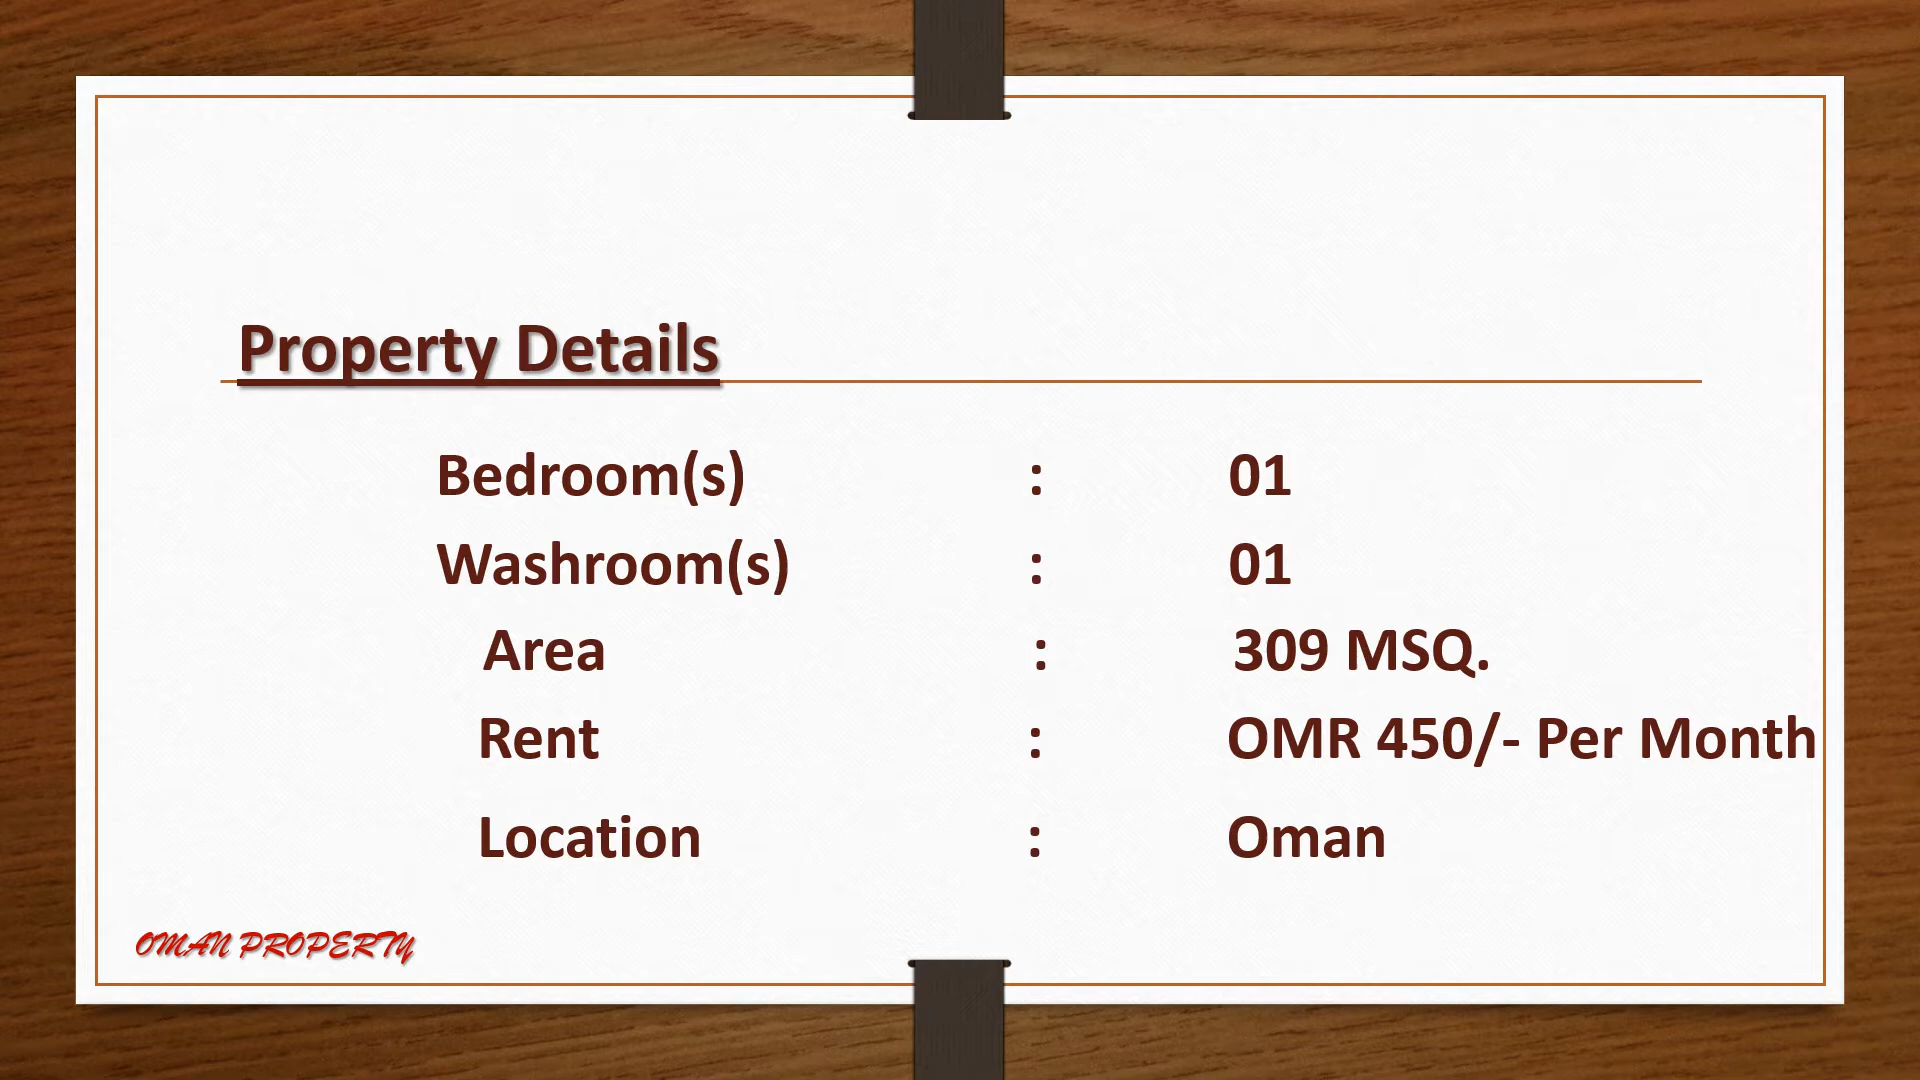 Property Details
Bedroom(s) : 01
Washroom(s) : 01
Area : 309 MSQ.
Rent : OMR 450/- Per Month
Location : Oman
OMAN PROPERTY